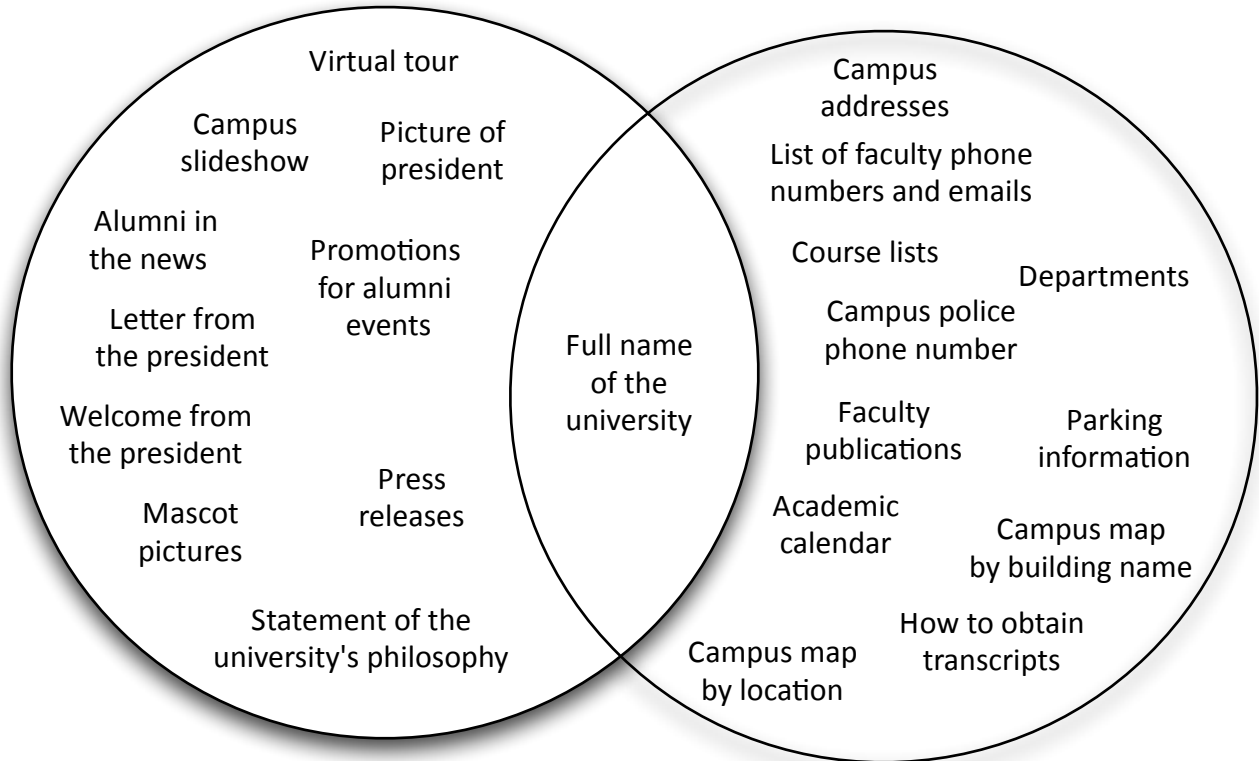 Virtual tour
Campus
slideshow
Picture of
president
Alumni in
the news
Promotions
for alumni
events
Letter from
the president
Welcome from
the president
Press
releases
Mascot
pictures
Statement of the
university's philosophy
Full name
of the
university
Campus
addresses
List of faculty phone
numbers and emails
Course lists
Departments
Campus police
phone number
Faculty
publications
Parking
information
Academic
calendar
Campus map
by building name
How to obtain
transcripts
Campus map
by location